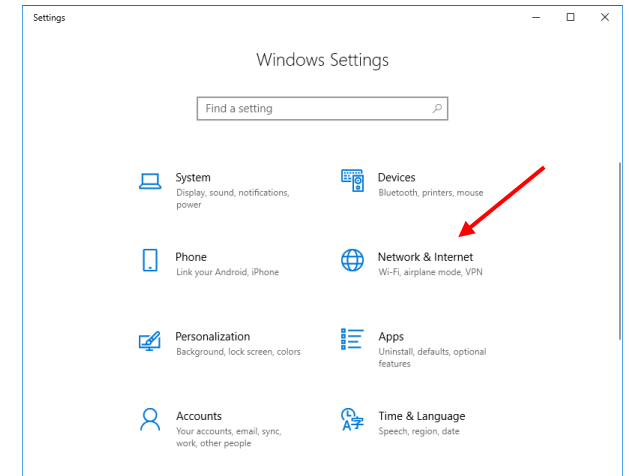 Settings
Windows Settings
Find a setting
System
Display, sound, notifications,
power
Devices
Bluetooth, printers, mouse
Phone
Link your Android, iPhone
Network & Internet
Wi-Fi, airplane mode, VPN
Personalization
Background, lock screen, colors
Apps
Uninstall, defaults, optional
features
Accounts
Your accounts, email, sync,
work, other people
Time & Language
Speech, region, date